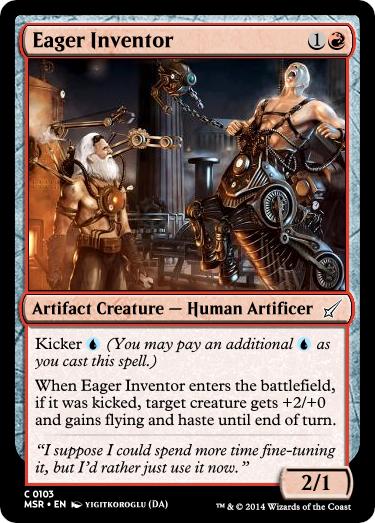 Eager Inventor 1
Artifact Creature — Human Artificer
Kicker (You may pay an additional as
you cast this spell.)
When Eager Inventor enters the battlefield,
if it was kicked, target creature gets +2/+0
and gains flying and haste until end of turn.
“I suppose I could spend more time fine-tuning
it, but I’d rather just use it now.”
2/1
C 0103
MSR • EN YIGITKOROGLU (DA)
™ & © 2014 Wizards of the Coast